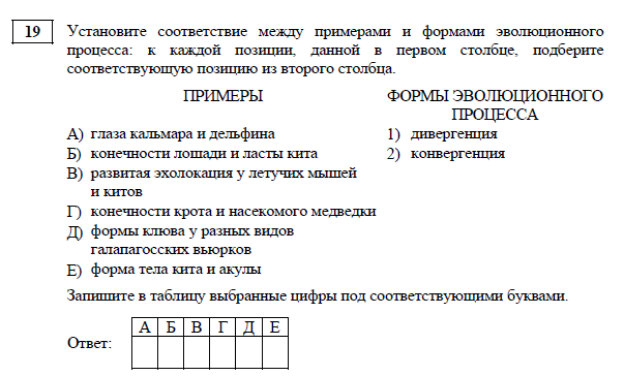 19 Установите соответствие между примерами и формами эволюционного
процесса: к каждой позиции, данной в первом столбце, подберите
соответствующую позицию из второго столбца.
ПРИМЕРЫ
А) глаза кальмара и дельфина
Б) конечности лошади и ласты кита
В) развитая эхолокация у летучих мышей
и китов
Г) конечности крота и насекомого медведки
Д) формы клюва у разных видов
галапагосских вьюрков
Е) форма тела кита и акулы
ФОРМЫ ЭВОЛЮЦИОННОГО
ПРОЦЕССА
1) дивергенция
2) конвергенция
Запишите в таблицу выбранные цифры под соответствующими буквами.
Ответ:
А Б В Г Д Е